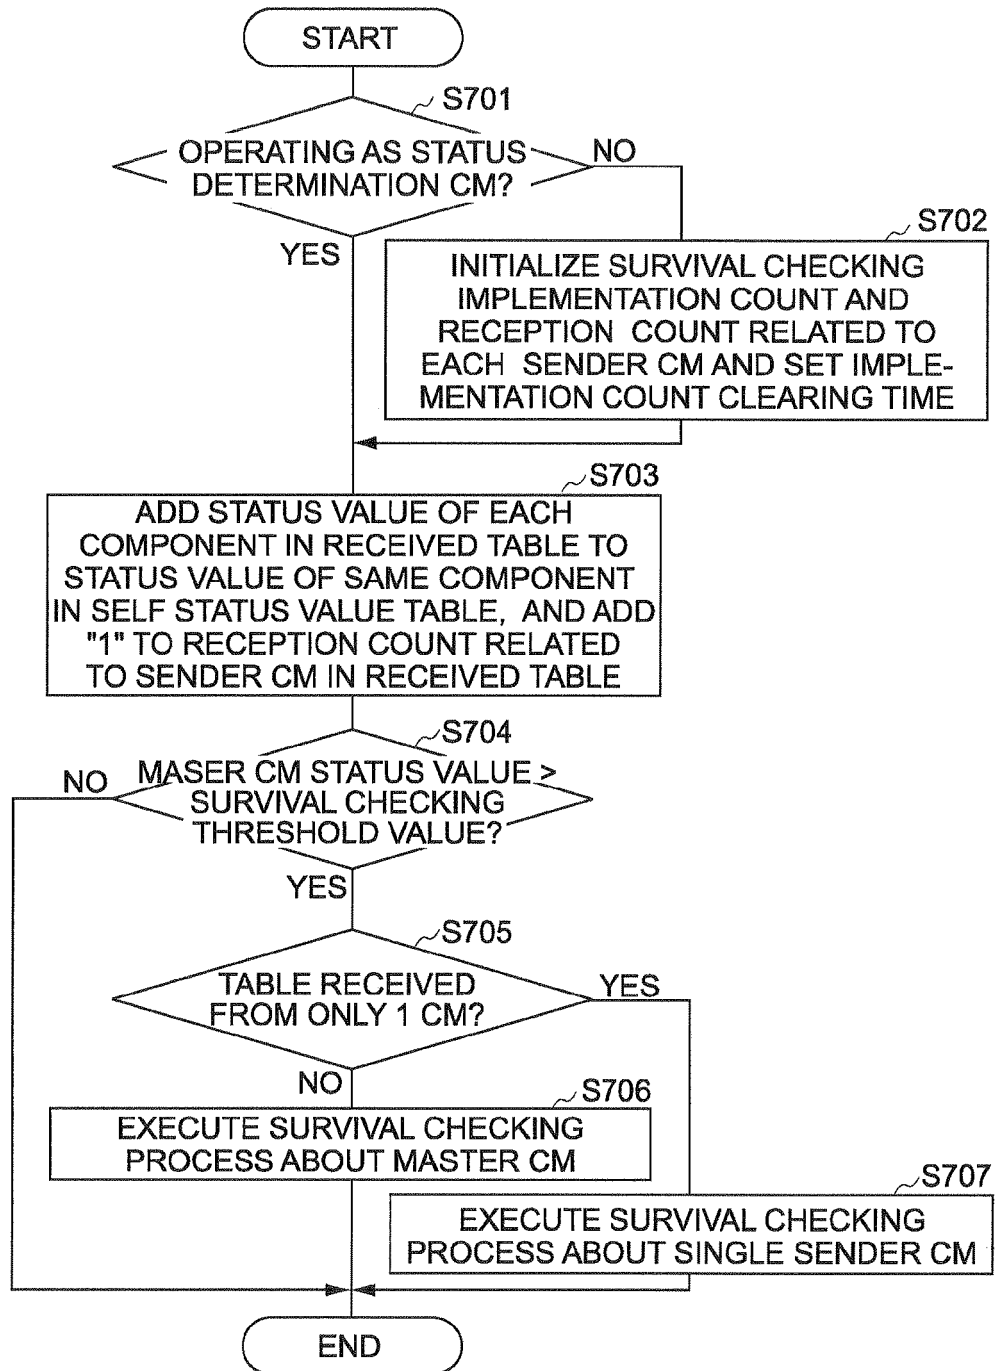 START
S701
OPERATING AS STATUS
DETERMINATION CM?
NO
YES
S702
INITIALIZE SURVIVAL CHECKING
IMPLEMENTATION COUNT AND
RECEPTION COUNT RELATED TO
EACH SENDER CM AND SET IMPLE-
MENTATION COUNT CLEARING TIME
S703
ADD STATUS VALUE OF EACH
COMPONENT IN RECEIVED TABLE TO
STATUS VALUE OF SAME COMPONENT
IN SELF STATUS VALUE TABLE, AND ADD
"1" TO RECEPTION COUNT RELATED
TO SENDER CM IN RECEIVED TABLE
S704
NO
MASER CM STATUS VALUE >
SURVIVAL CHECKING
THRESHOLD VALUE?
YES
S705
TABLE RECEIVED
FROM ONLY 1 CM?
YES
NO
S706
EXECUTE SURVIVAL CHECKING
PROCESS ABOUT MASTER CM
S707
EXECUTE SURVIVAL CHECKING
PROCESS ABOUT SINGLE SENDER CM
END